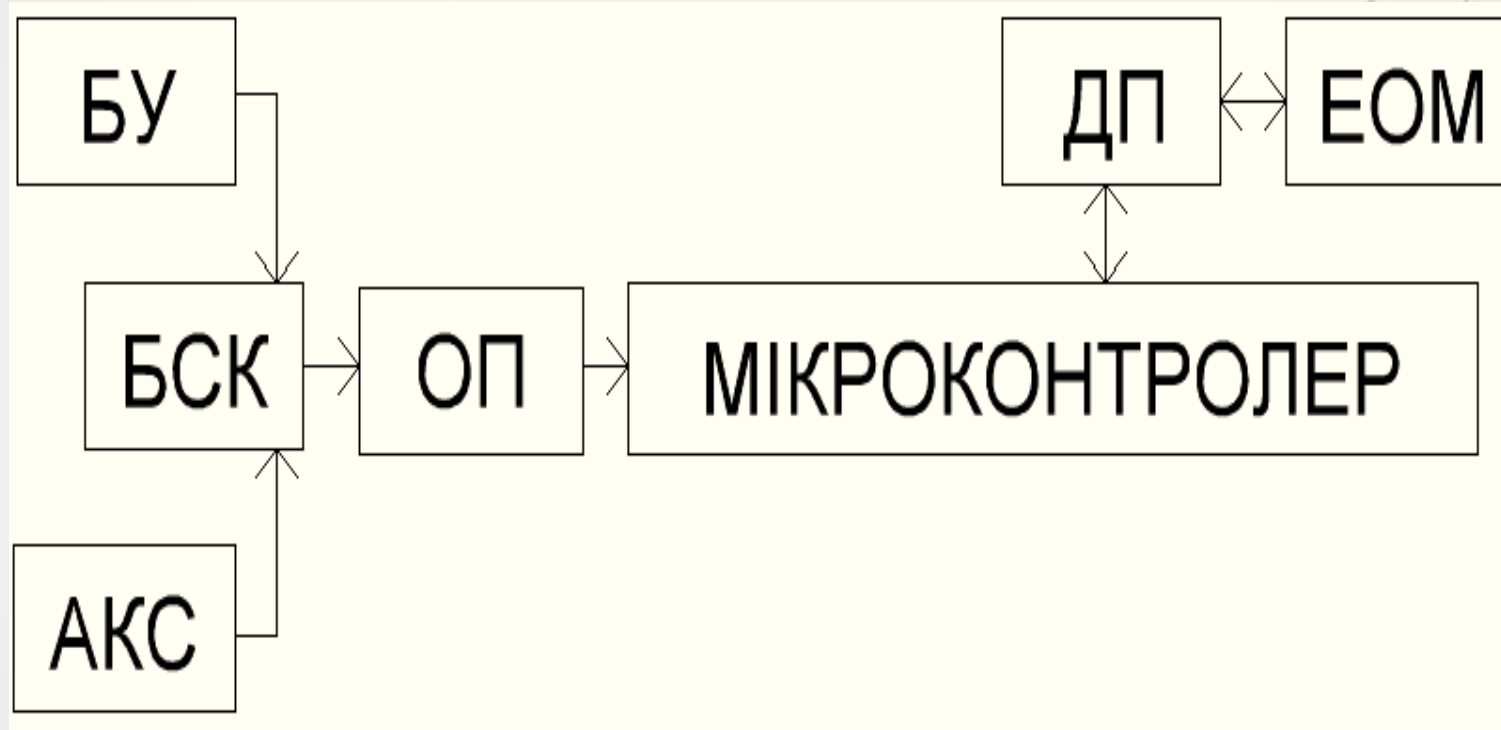 БУ
ДП
ЕОМ
БСК
ОП
МІКРОКОНТРОЛЕР
АКС